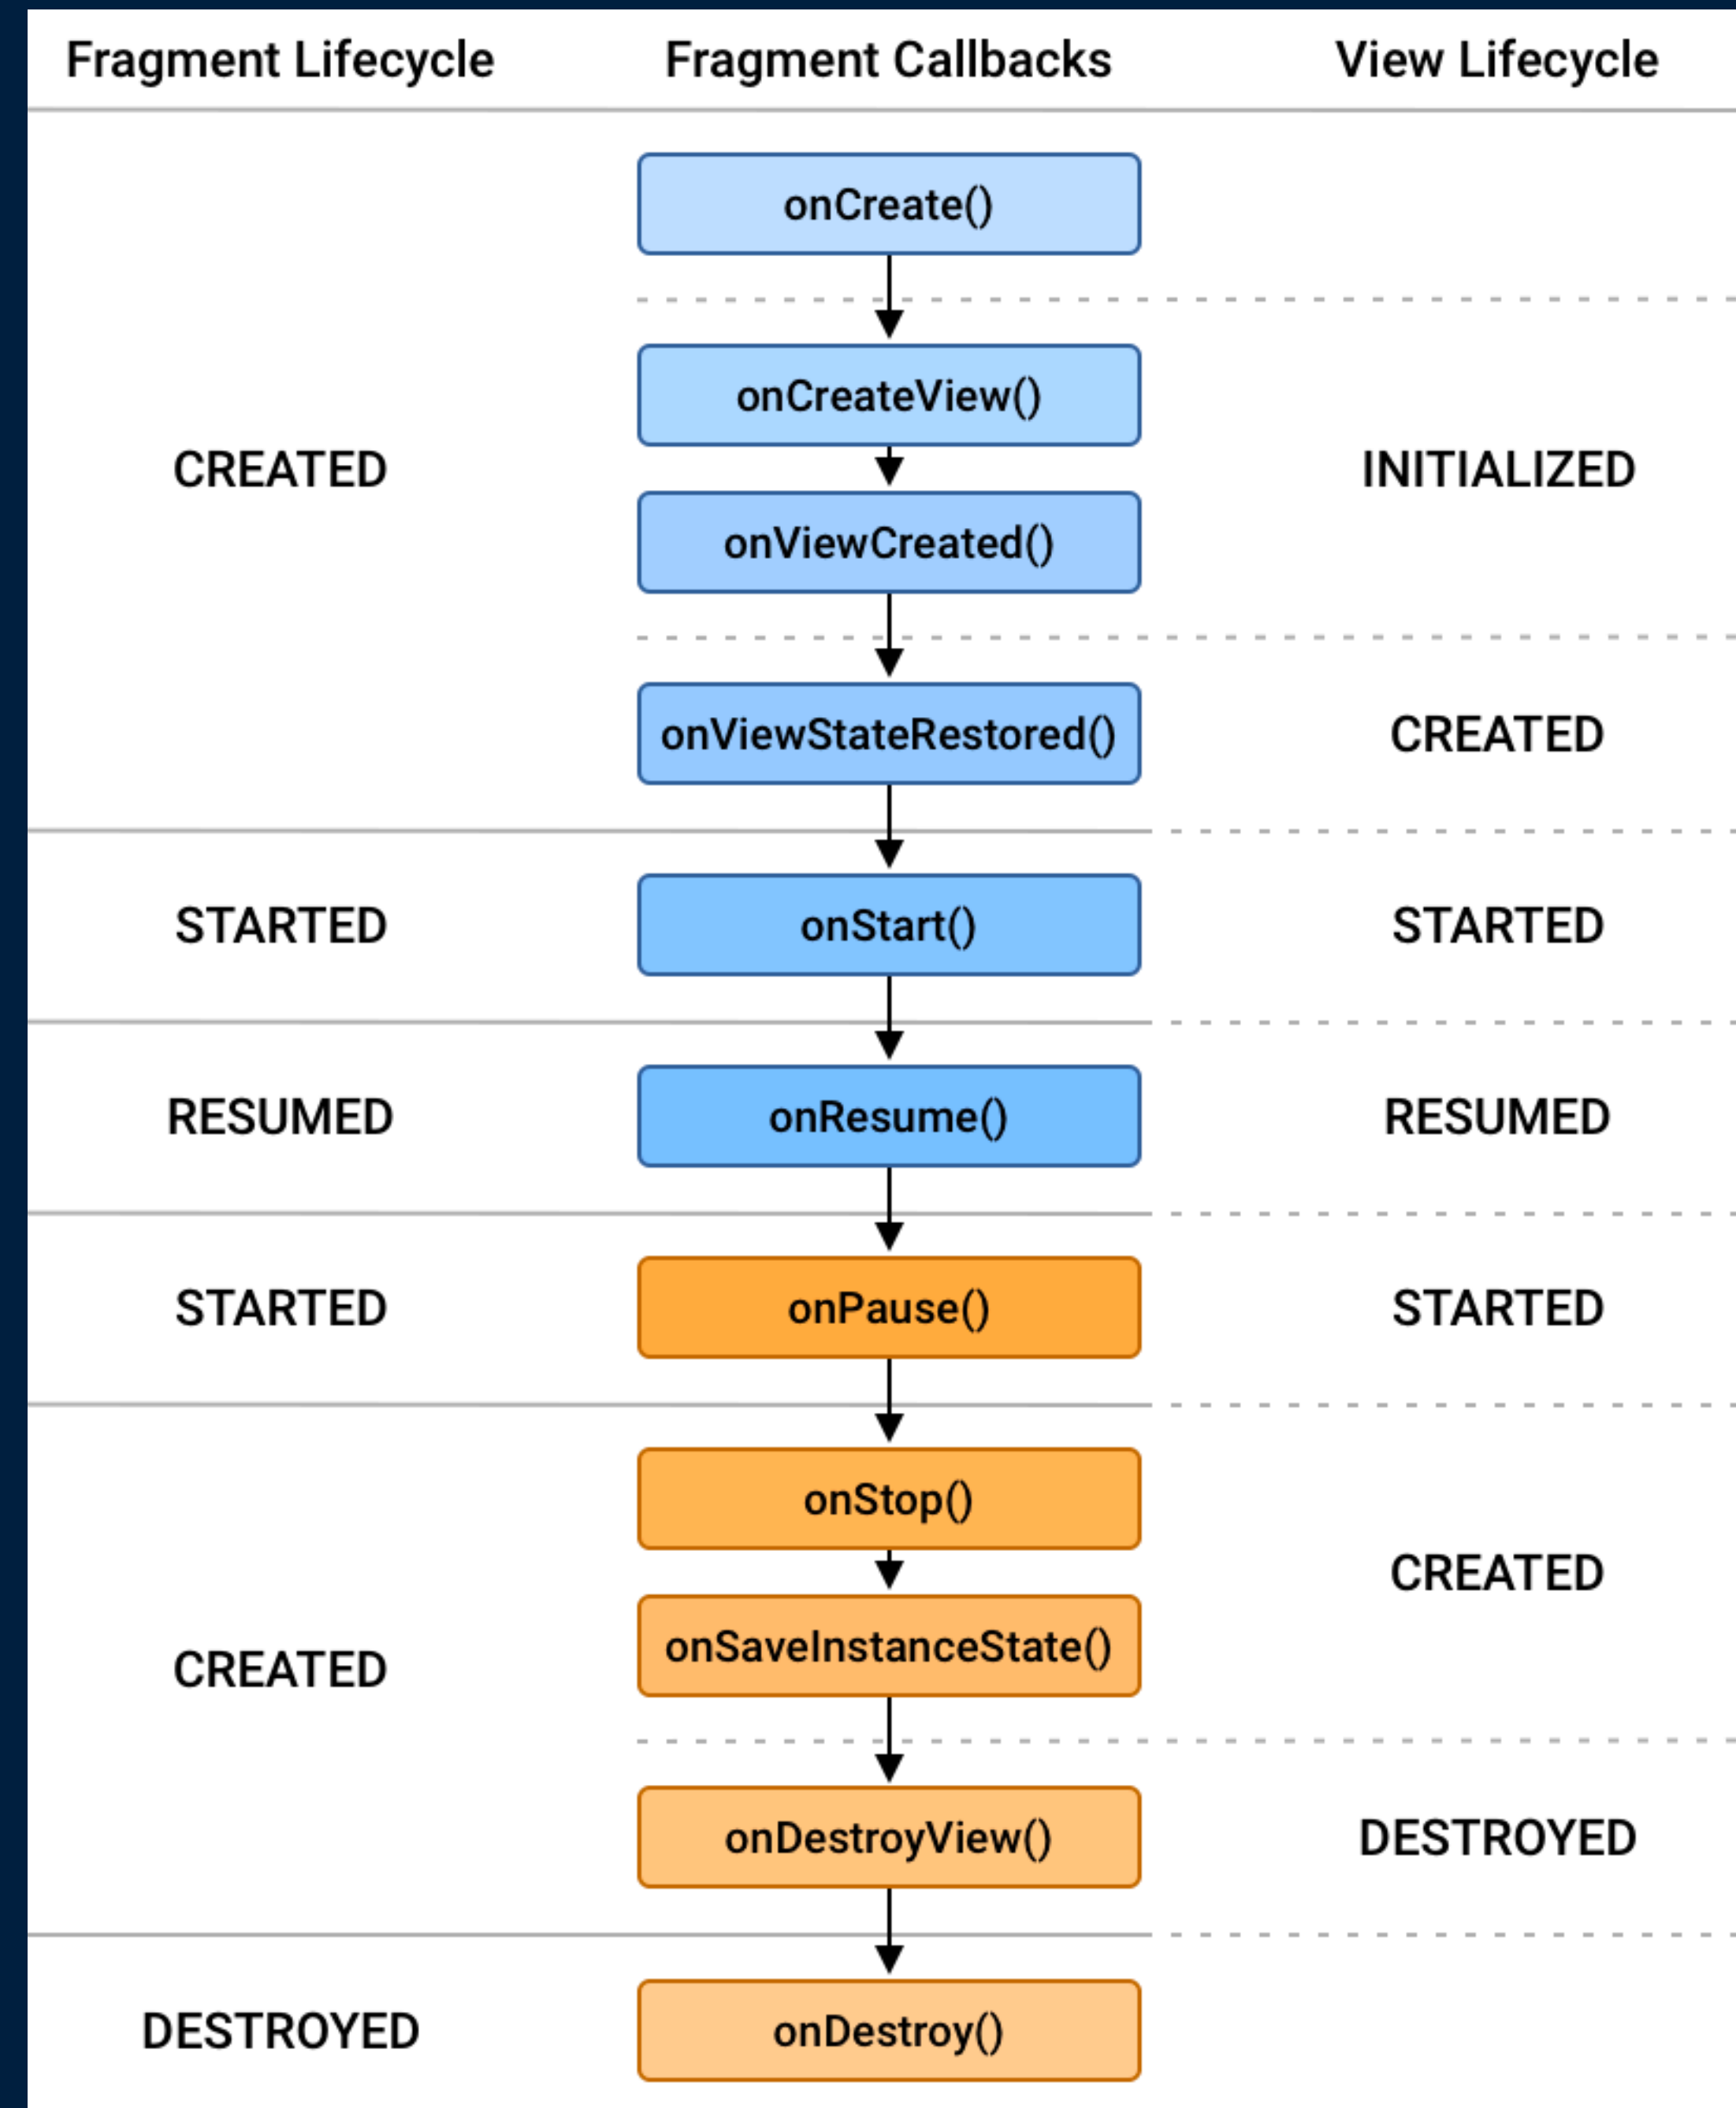 Fragment Lifecycle Fragment Callbacks View Lifecycle
onCreate()
onCreateView()
CREATED INITIALIZED
onViewCreated()
onViewStateRestored() CREATED
STARTED onStart() STARTED
RESUMED onResume() RESUMED
STARTED onPause() STARTED
onStop()
CREATED
onSaveInstanceState()
CREATED
onDestroyView() DESTROYED
DESTROYED onDestroy()